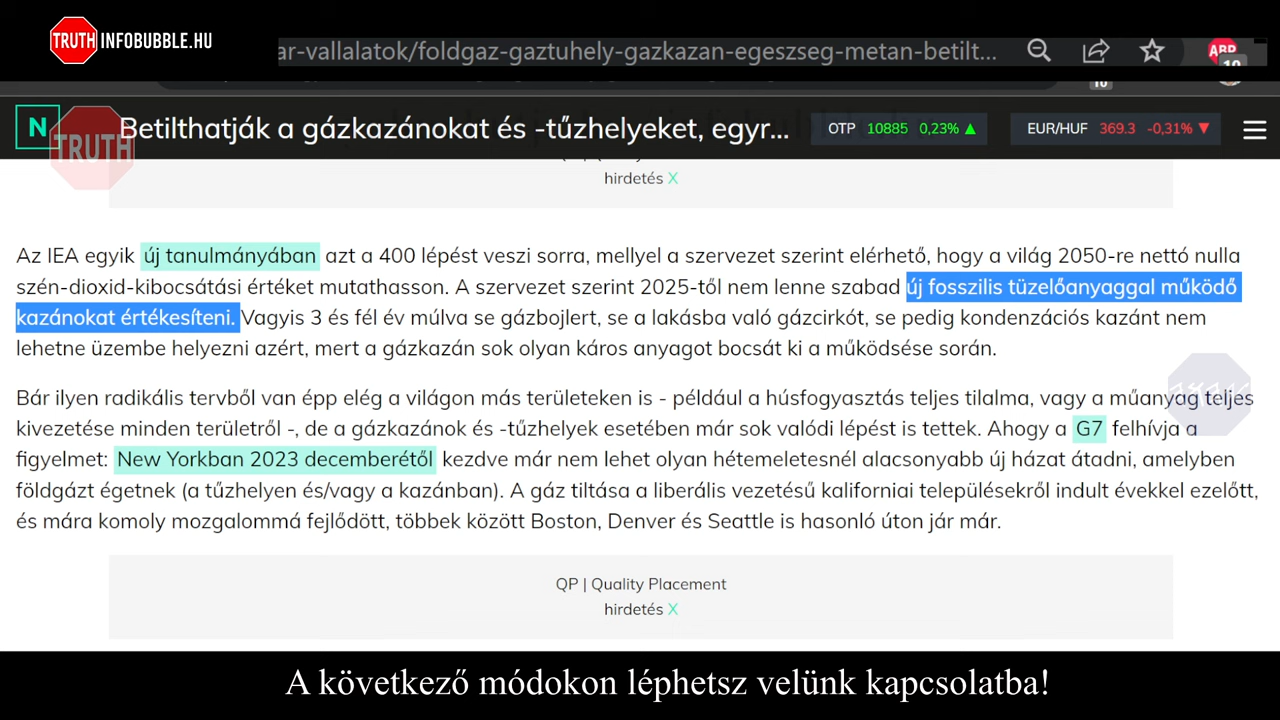 TRUTH INFOBUBBLE.HU
ar-vallalatok/foldgaz-gaztuhely-gazkazan-egeszseg-metan-betilt...
ABP
10
10
N
TRUTH
Betilthatják a gázkazánokat és -tűzhelyeket, egyr...
OTP 10885 0,23% ▲
EUR/HUF 369.3 -0,31% ▼
hirdetés X
Az IEA egyik új tanulmányában azt a 400 lépést veszi sorra, mellyel a szervezet szerint elérhető, hogy a világ 2050-re nettó nulla
szén-dioxid-kibocsátási értéket mutathasson. A szervezet szerint 2025-től nem lenne szabad új fosszilis tüzelőanyaggal működő
kazánokat értékesíteni. Vagyis 3 és fél év múlva se gázbojlert, se a lakásba való gázcirkót, se pedig kondenzációs kazánt nem
lehetne üzembe helyezni azért, mert a gázkazán sok olyan káros anyagot bocsát ki a működsése során.
Bár ilyen radikális tervből van épp elég a világon más területeken is - például a húsfogyasztás teljes tilalma, vagy a műanyag teljes
kivezetése minden területről -, de a gázkazánok és -tűzhelyek esetében már sok valódi lépést is tettek. Ahogy a G7 felhívja a
figyelmet: New Yorkban 2023 decemberétől kezdve már nem lehet olyan hétemeletesnél alacsonyabb új házat átadni, amelyben
földgázt égetnek (a tűzhelyen és/vagy a kazánban). A gáz tiltása a liberális vezetésű kaliforniai településekről indult évekkel ezelőtt,
és mára komoly mozgalommá fejlődött, többek között Boston, Denver és Seattle is hasonló úton jár már.
QP | Quality Placement
hirdetés X
A következő módokon léphetsz velünk kapcsolatba!